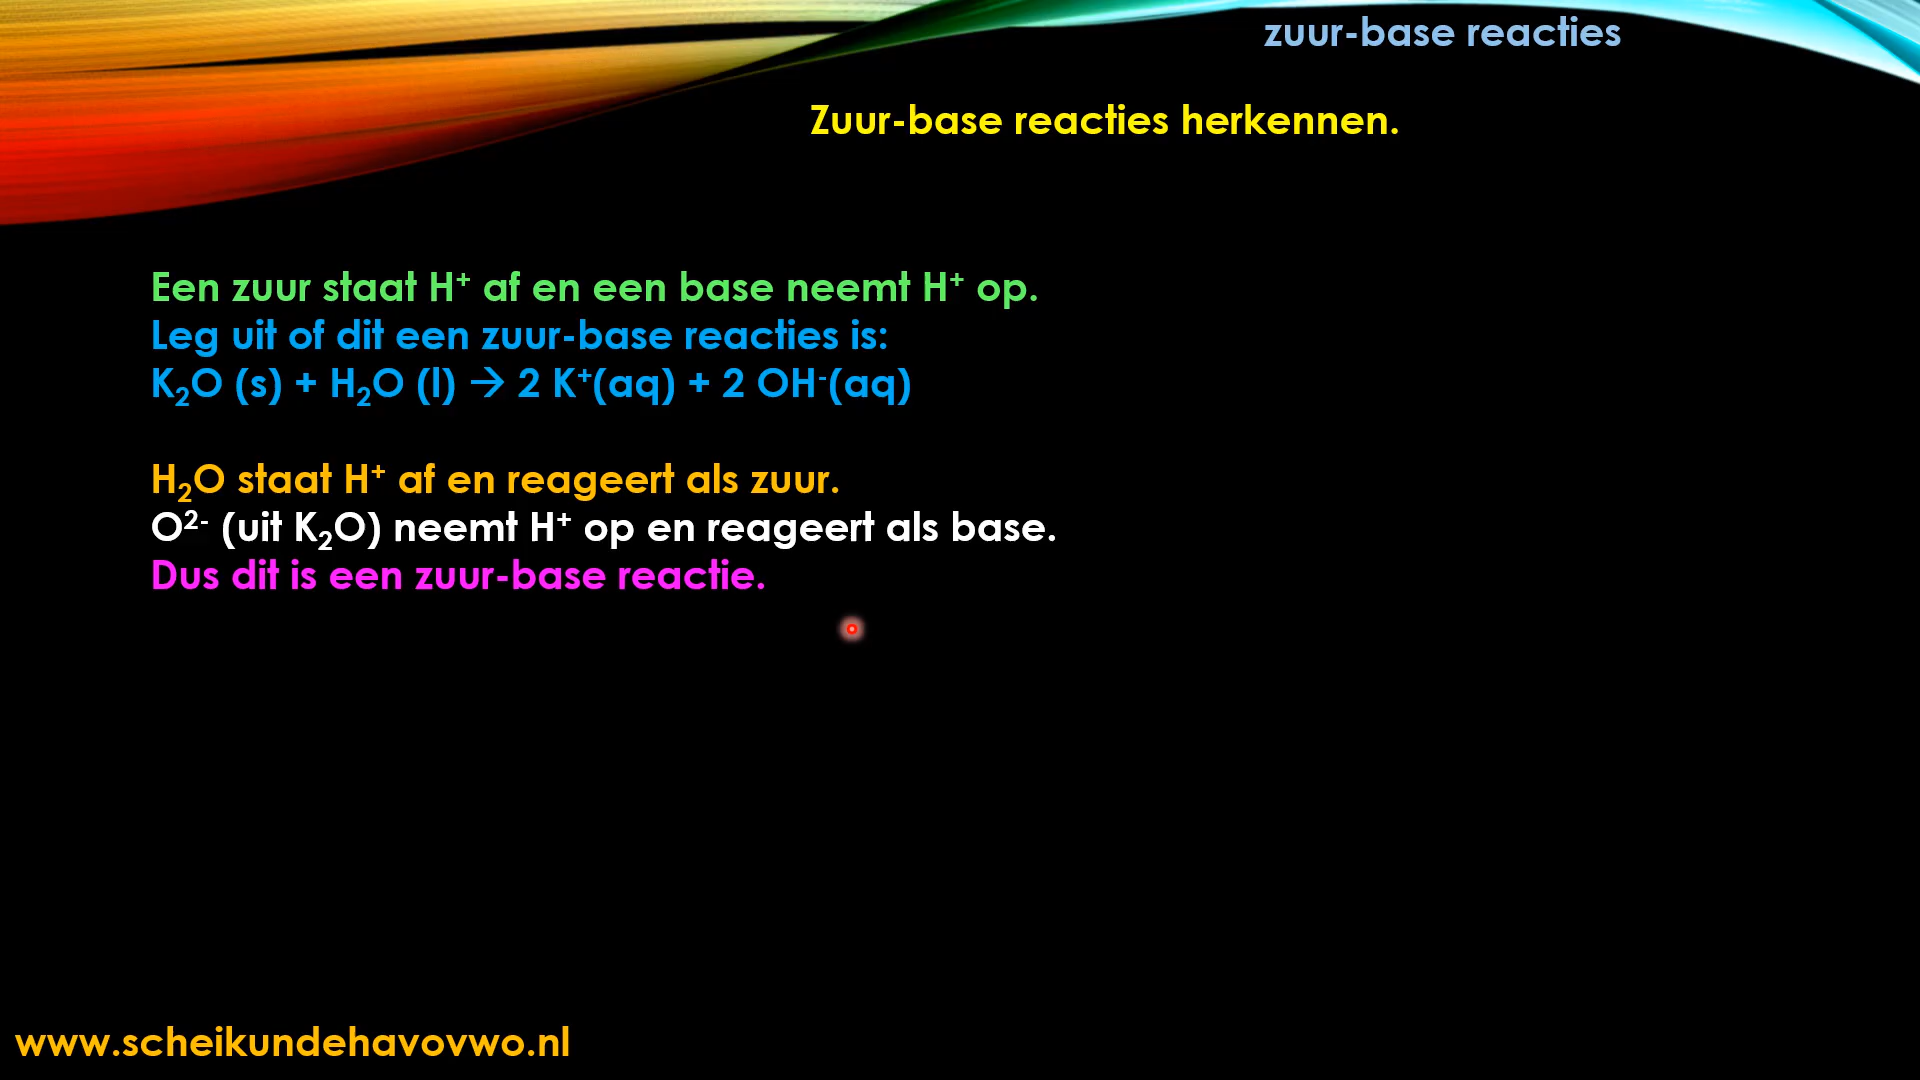 zuur-base reacties
Zuur-base reacties herkennen.
Een zuur staat H⁺ af en een base neemt H⁺ op.
Leg uit of dit een zuur-base reacties is:
K₂O (s) + H₂O (l) → 2 K⁺(aq) + 2 OH⁻(aq)
H₂O staat H⁺ af en reageert als zuur.
O²⁻ (uit K₂O) neemt H⁺ op en reageert als base.
Dus dit is een zuur-base reactie.
www.scheikundehavovwo.nl